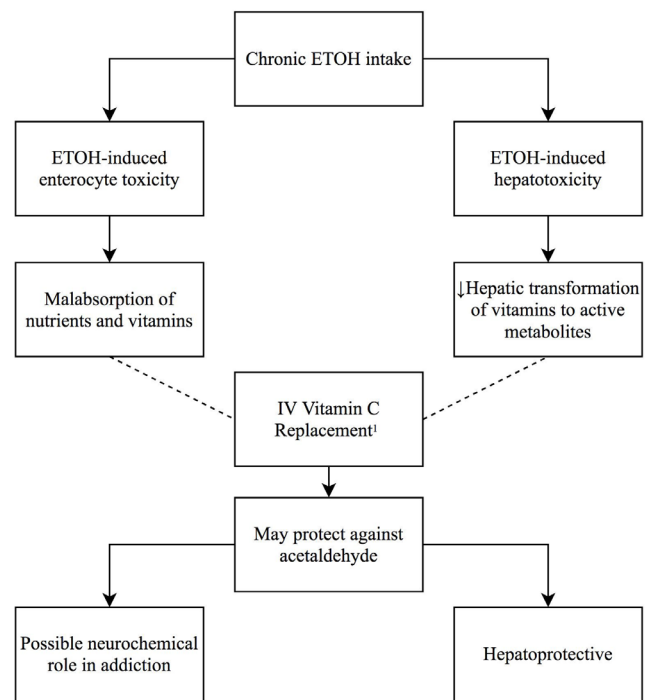 Chronic ETOH intake
ETOH-induced
enterocyte toxicity
ETOH-induced
hepatotoxicity
Malabsorption of
nutrients and vitamins
↓Hepatic transformation
of vitamins to active
metabolites
IV Vitamin C
Replacement¹
May protect against
acetaldehyde
Possible neurochemical
role in addiction
Hepatoprotective